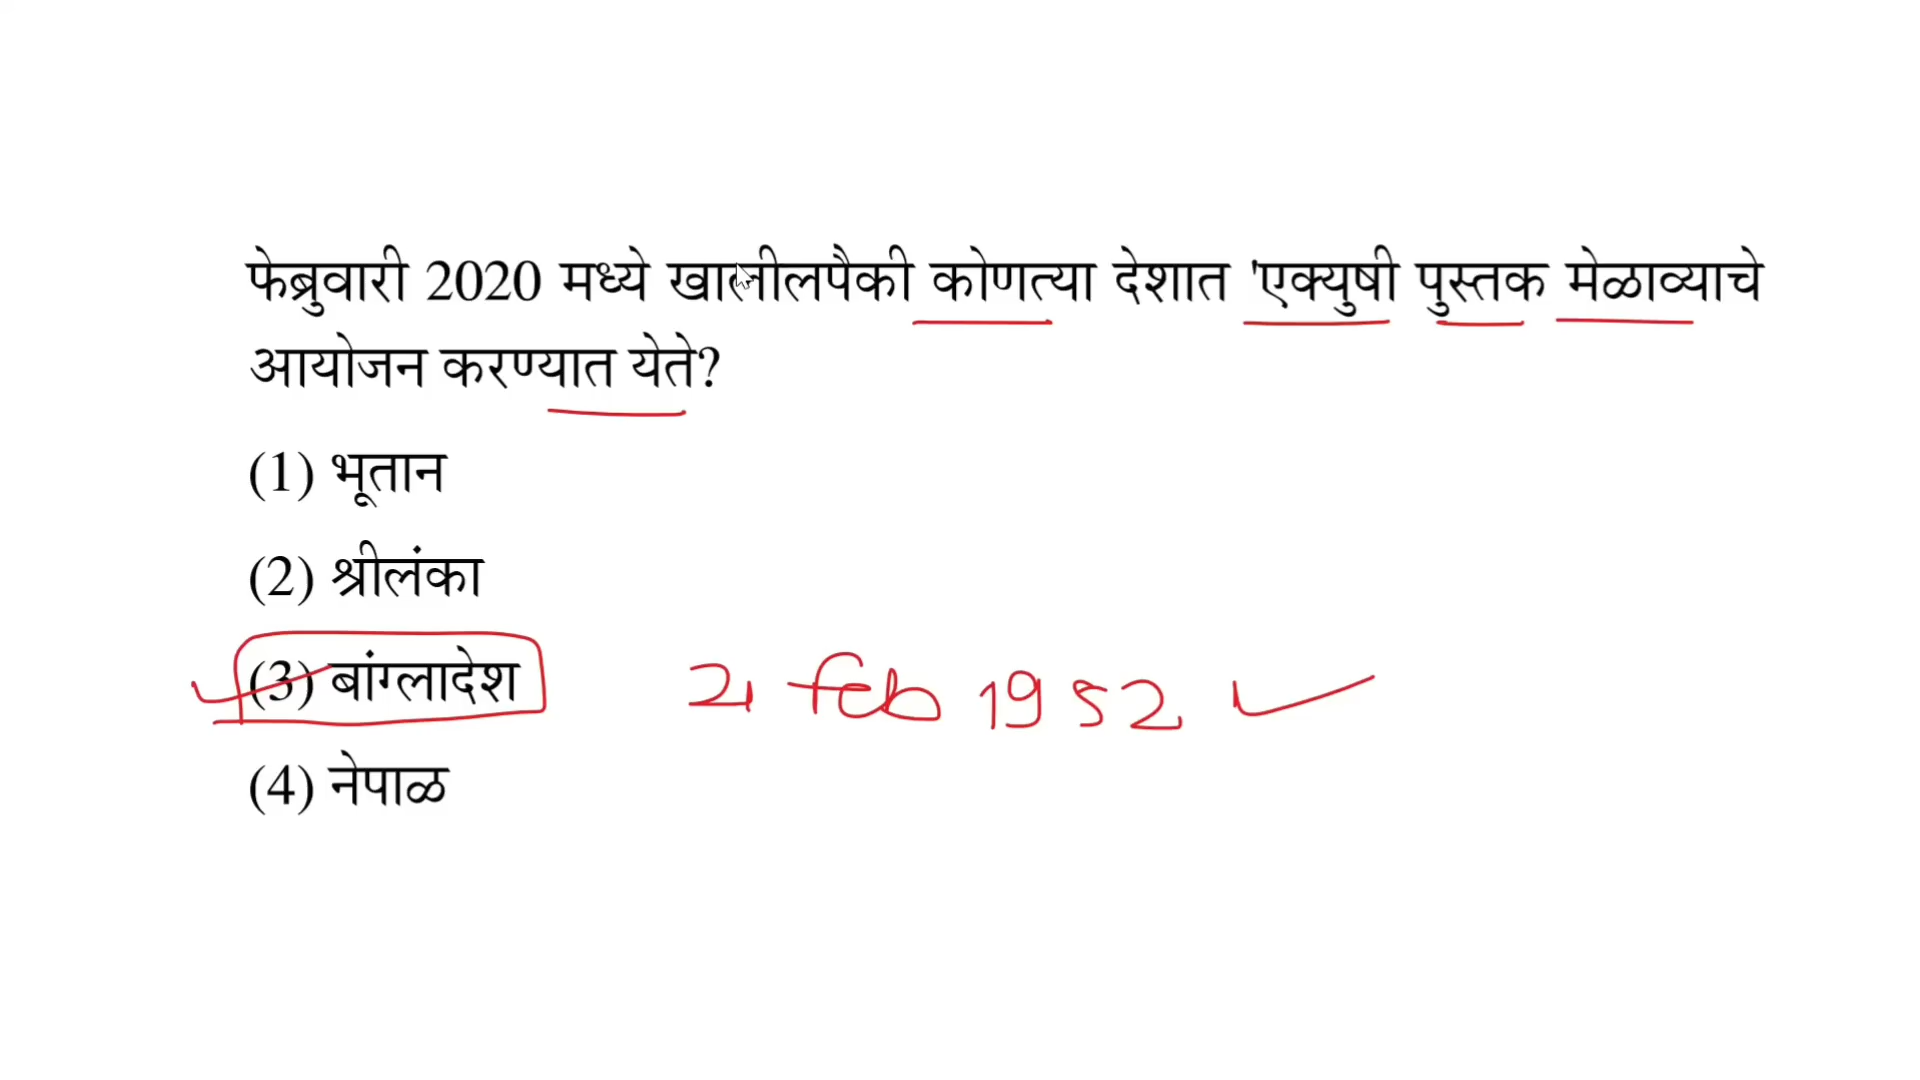 फेब्रुवारी 2020 मध्ये खालीलपैकी कोणत्या देशात 'एक्युषी पुस्तक मेळाव्याचे
आयोजन करण्यात येते?
(1) भूतान
(2) श्रीलंका
(3) बांग्लादेश 21 feb 1952
(4) नेपाळ